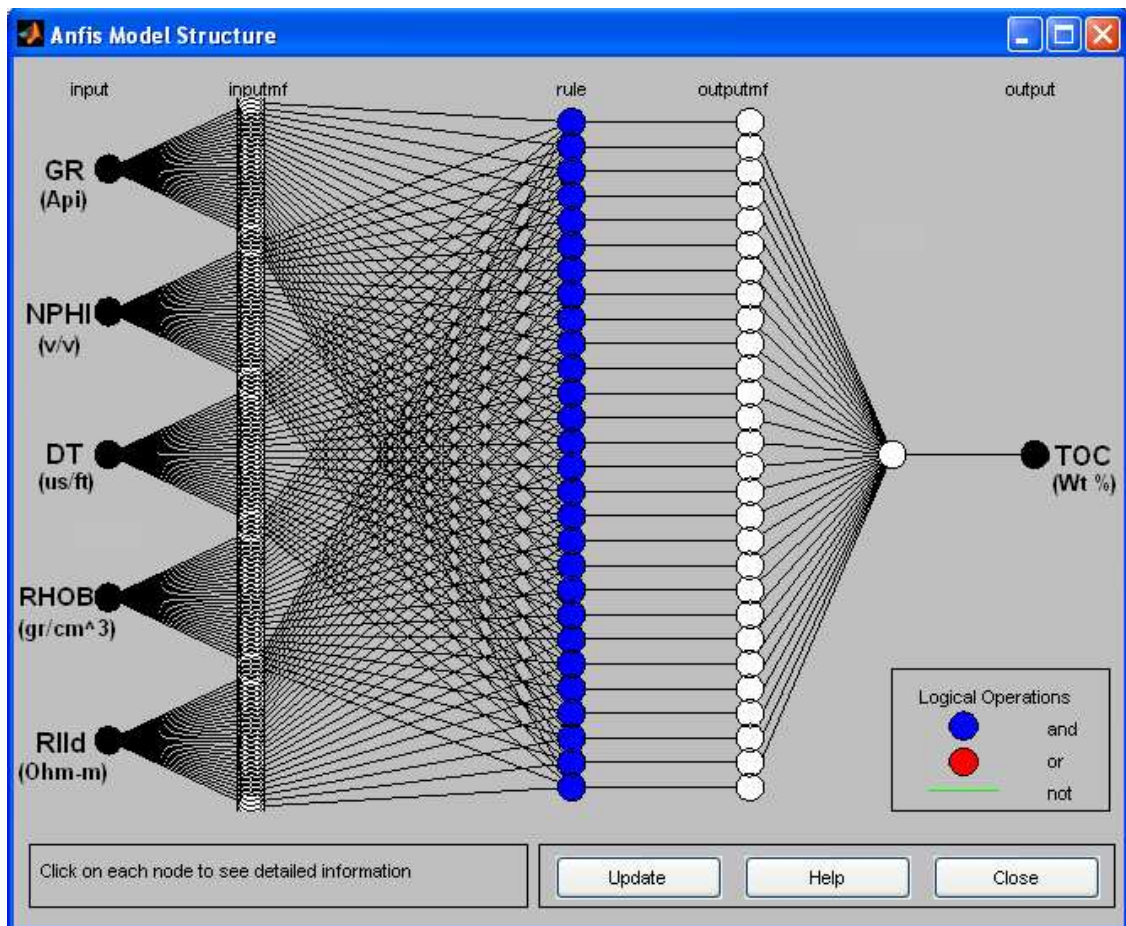 Anfis Model Structure
input inputmf rule outputmf output
GR
(Api)
NPHI
(v/v)
DT
(us/ft)
TOC
(Wt %)
RHOB
(gr/cm^3)
RIId
(Ohm-m)
Logical Operations
and
or
not
Click on each node to see detailed information
Update Help Close